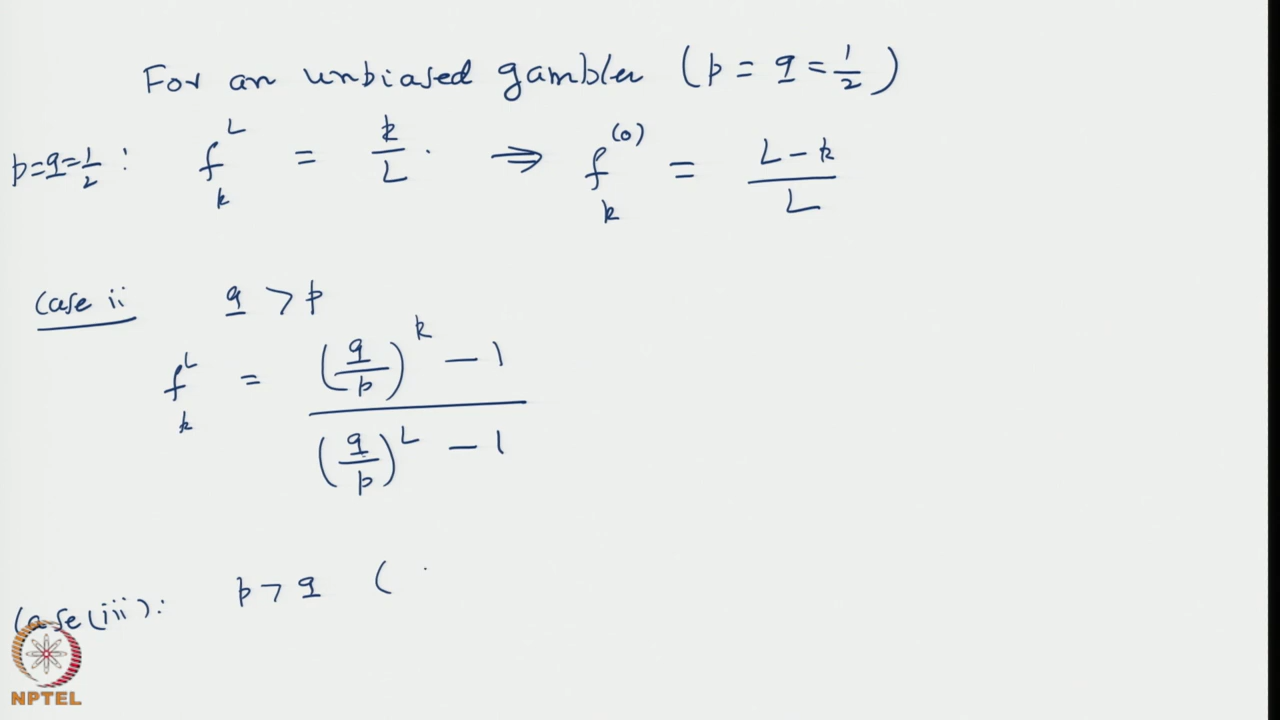 For an unbiased gambler (p = q = 1/2)
p=q=1/2 : f_k^L = k/L . ⇒ f_k^(0) = (L-k)/L
Case ii q > p
f_k^L = ((q/p)^k - 1)/((q/p)^L - 1)
Case(iii): p > q (
NPTEL